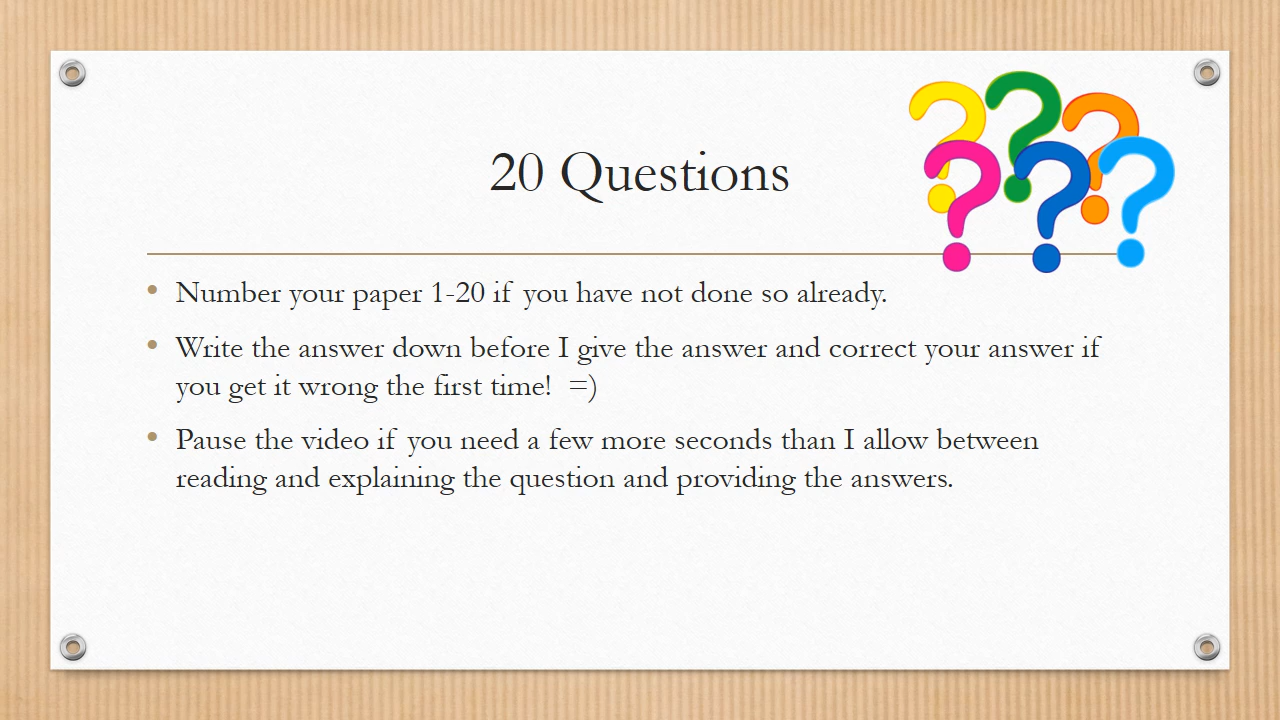 20 Questions
• Number your paper 1-20 if you have not done so already.
• Write the answer down before I give the answer and correct your answer if
you get it wrong the first time!  =)
• Pause the video if you need a few more seconds than I allow between
reading and explaining the question and providing the answers.